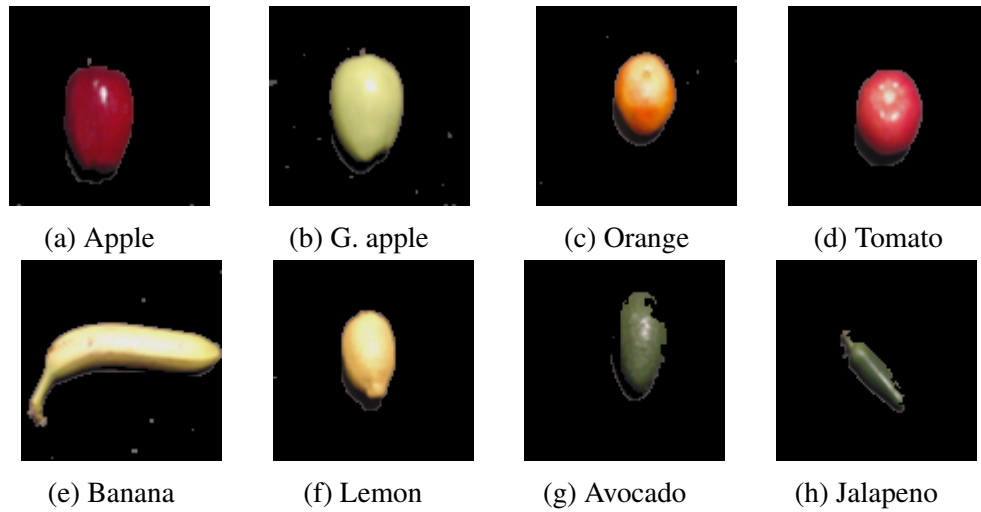 (a) Apple
(b) G. apple
(c) Orange
(d) Tomato
(e) Banana
(f) Lemon
(g) Avocado
(h) Jalapeno